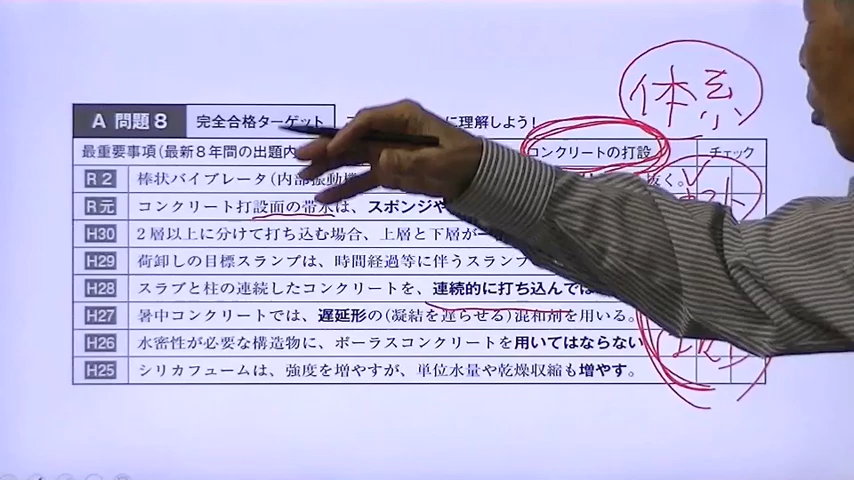 体系
A 問題8 完全合格ターゲット に理解しよう!
最重要事項(最新8年間の出題内 コンクリートの打設 チェック
R2 棒状バイブレータ(内部振動機 抜く。
R元 コンクリート打設面の帯水は、スポンジや
H30 2層以上に分けて打ち込む場合、上層と下層が一
H29 荷卸しの目標スランプは、時間経過等に伴うスランプ
H28 スラブと柱の連続したコンクリートを、連続的に打ち込んでは
H27 暑中コンクリートでは、遅延形の(凝結を遅らせる)混和剤を用いる。
H26 水密性が必要な構造物に、ポーラスコンクリートを用いてはならない
H25 シリカフュームは、強度を増やすが、単位水量や乾燥収縮も増やす。